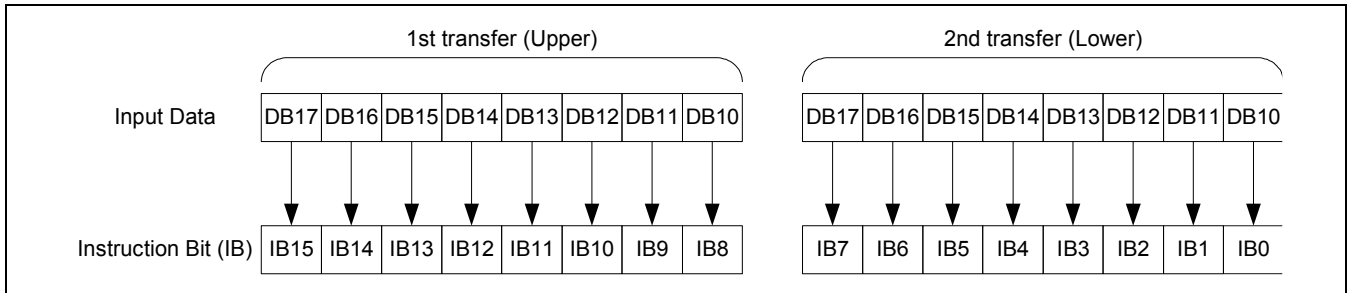 1st transfer (Upper) 2nd transfer (Lower)
Input Data DB17 DB16 DB15 DB14 DB13 DB12 DB11 DB10 DB17 DB16 DB15 DB14 DB13 DB12 DB11 DB10
Instruction Bit (IB) IB15 IB14 IB13 IB12 IB11 IB10 IB9 IB8 IB7 IB6 IB5 IB4 IB3 IB2 IB1 IB0